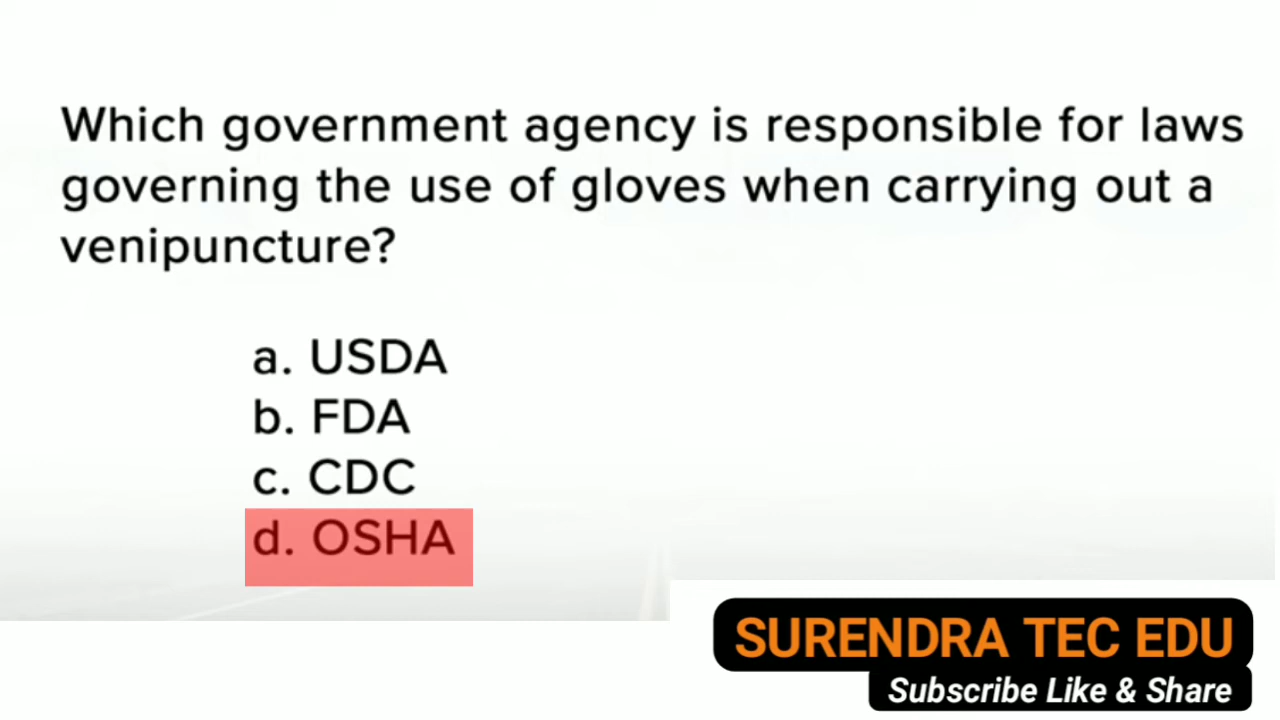 Which government agency is responsible for laws
governing the use of gloves when carrying out a
venipuncture?
a. USDA
b. FDA
c. CDC
d. OSHA
SURENDRA TEC EDU
Subscribe Like & Share